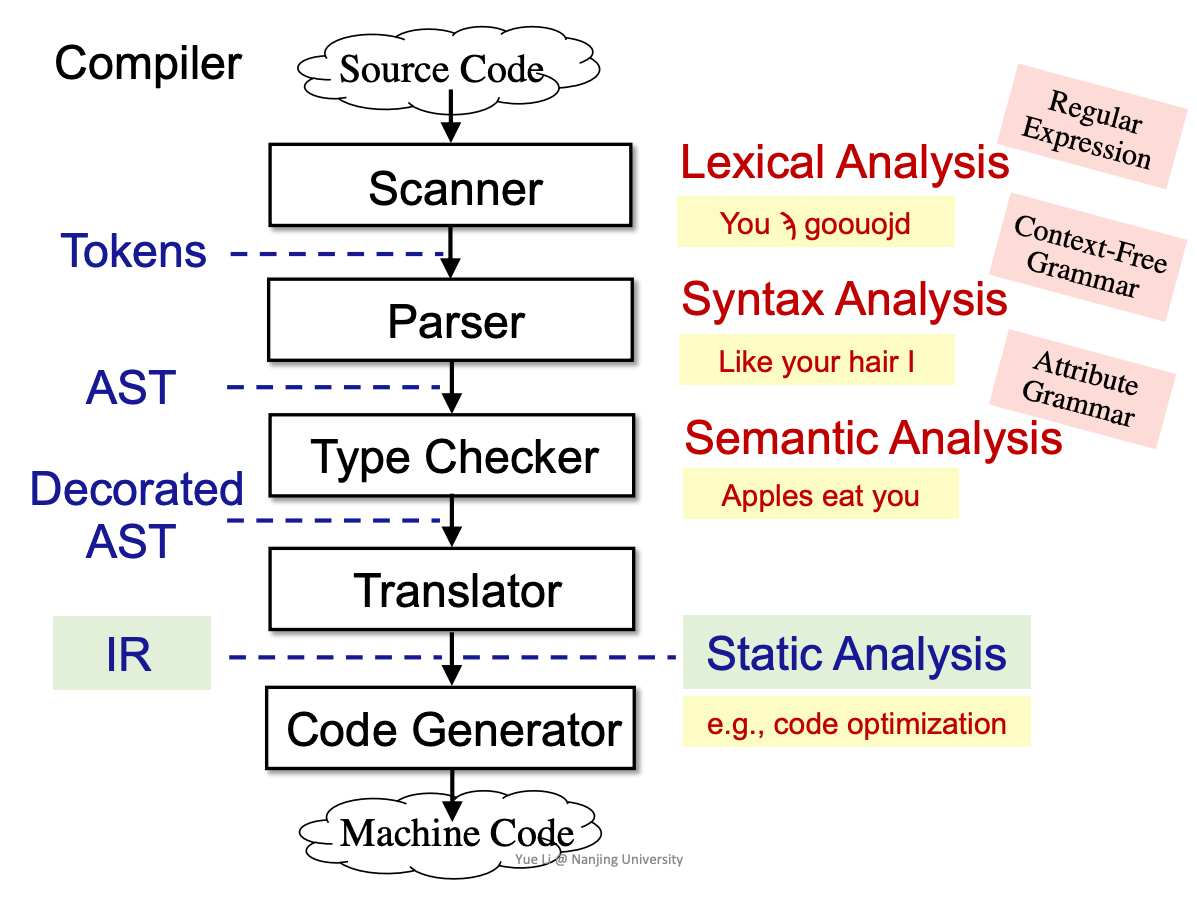 Compiler
Source Code
Regular
Expression
Scanner
Lexical Analysis
You ϡ goouojd
Tokens
Context-Free
Grammar
Parser
Syntax Analysis
Like your hair I
AST
Attribute
Grammar
Type Checker
Semantic Analysis
Apples eat you
Decorated
AST
Translator
IR
Static Analysis
Code Generator
e.g., code optimization
Machine Code
Yue Li @ Nanjing University